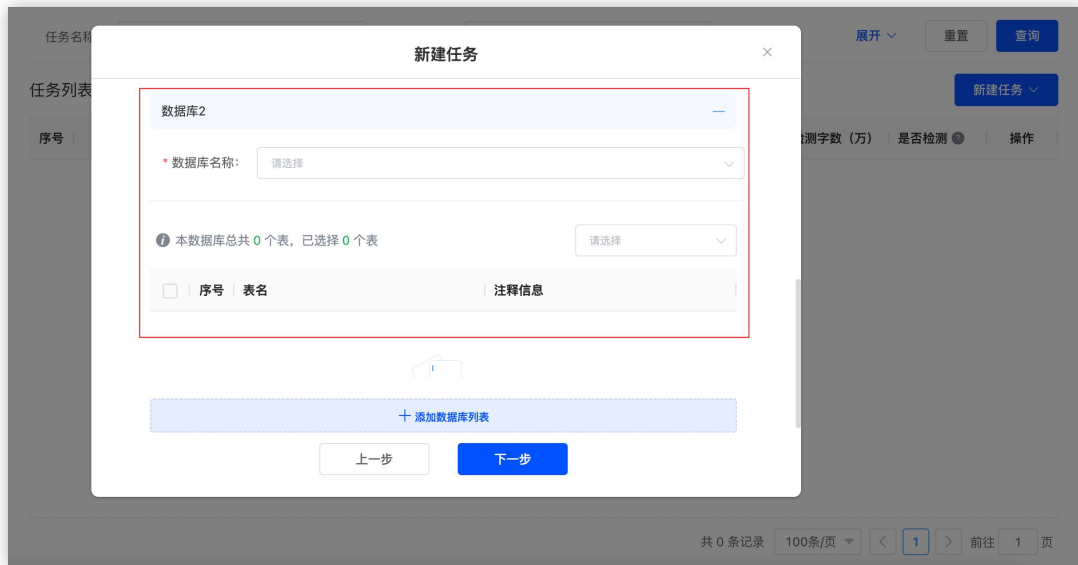 任务名称 展开 重置 查询
新建任务
任务列表 新建任务
数据库2
序号 测字数（万） 是否检测 操作
* 数据库名称： 请选择
本数据库总共 0 个表，已选择 0 个表 请选择
序号 表名 注释信息
+ 添加数据库列表
上一步 下一步
共 0 条记录 100条/页 < 1 > 前往 1 页